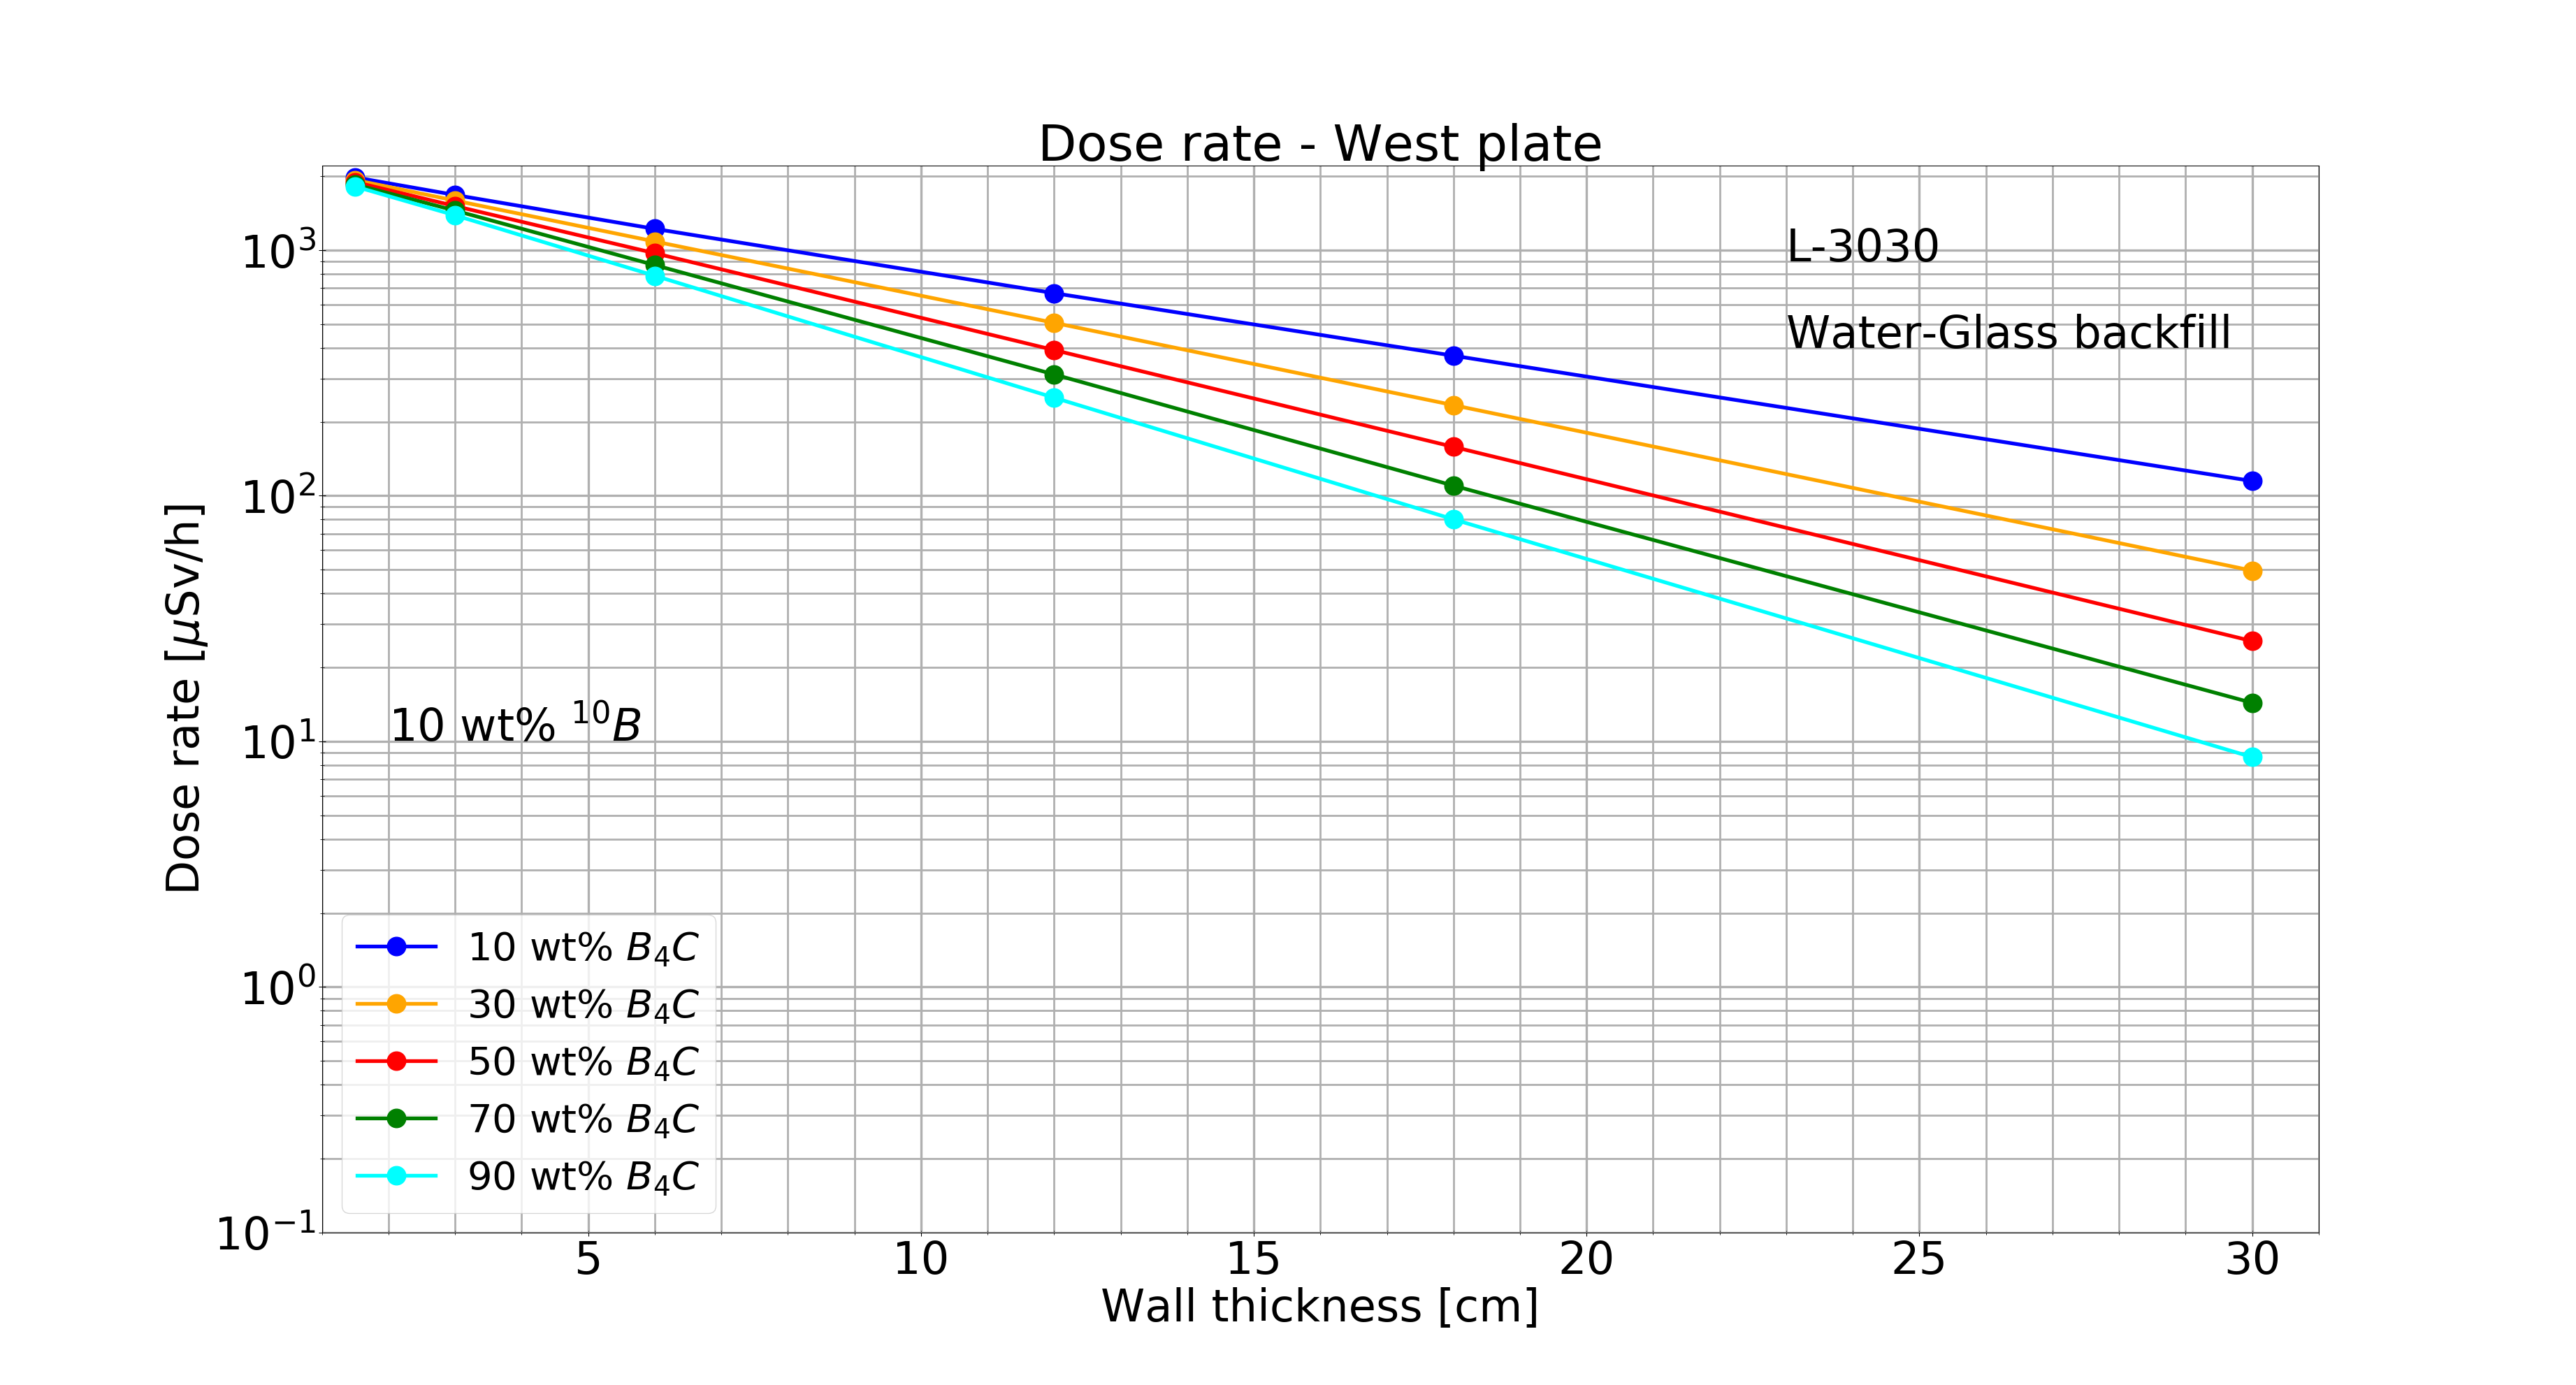 Dose rate - West plate
L-3030
Water-Glass backfill
10 wt% ¹⁰B
Dose rate [μSv/h]
10³
10²
10¹
10⁰
10⁻¹
10 wt% B₄C
30 wt% B₄C
50 wt% B₄C
70 wt% B₄C
90 wt% B₄C
5 10 15 20 25 30
Wall thickness [cm]